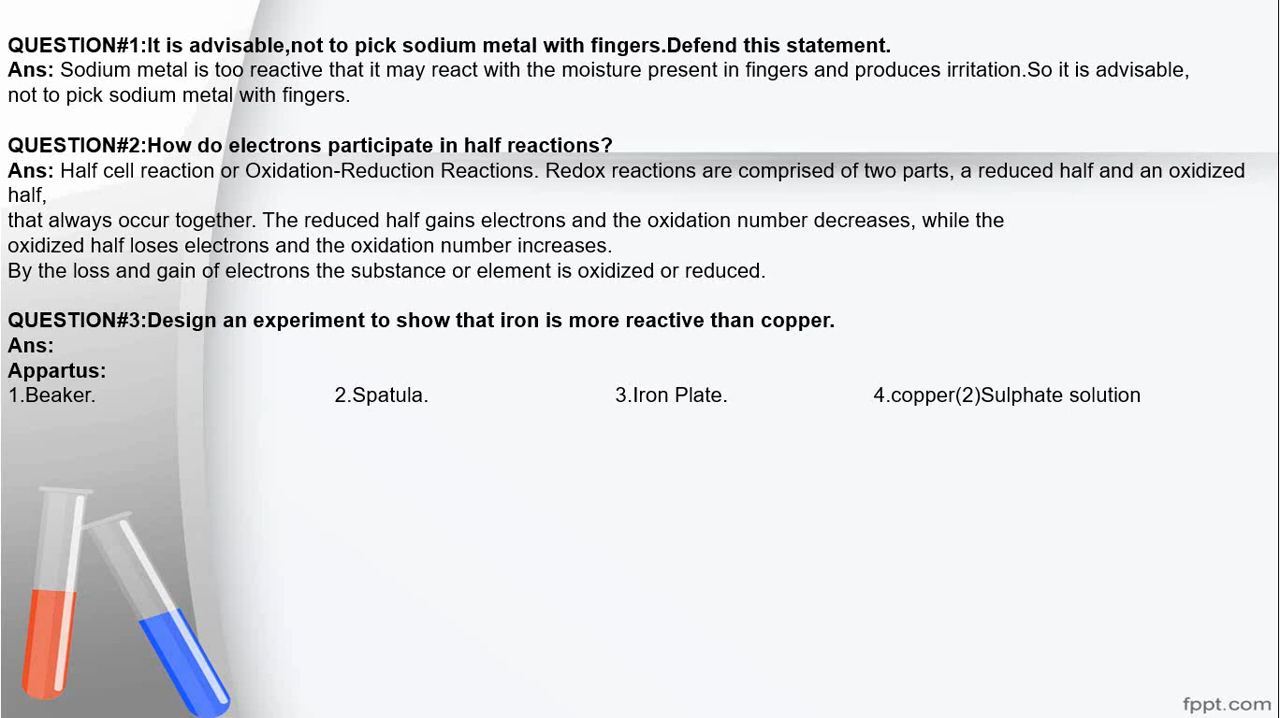 QUESTION#1:It is advisable,not to pick sodium metal with fingers.Defend this statement.
Ans: Sodium metal is too reactive that it may react with the moisture present in fingers and produces irritation.So it is advisable,
not to pick sodium metal with fingers.
QUESTION#2:How do electrons participate in half reactions?
Ans: Half cell reaction or Oxidation-Reduction Reactions. Redox reactions are comprised of two parts, a reduced half and an oxidized
half,
that always occur together. The reduced half gains electrons and the oxidation number decreases, while the
oxidized half loses electrons and the oxidation number increases.
By the loss and gain of electrons the substance or element is oxidized or reduced.
QUESTION#3:Design an experiment to show that iron is more reactive than copper.
Ans:
Appartus:
1.Beaker. 2.Spatula. 3.Iron Plate. 4.copper(2)Sulphate solution
fppt.com